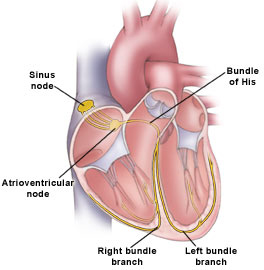 Sinus
node
Bundle
of His
Atrioventricular
node
Right bundle
branch
Left bundle
branch